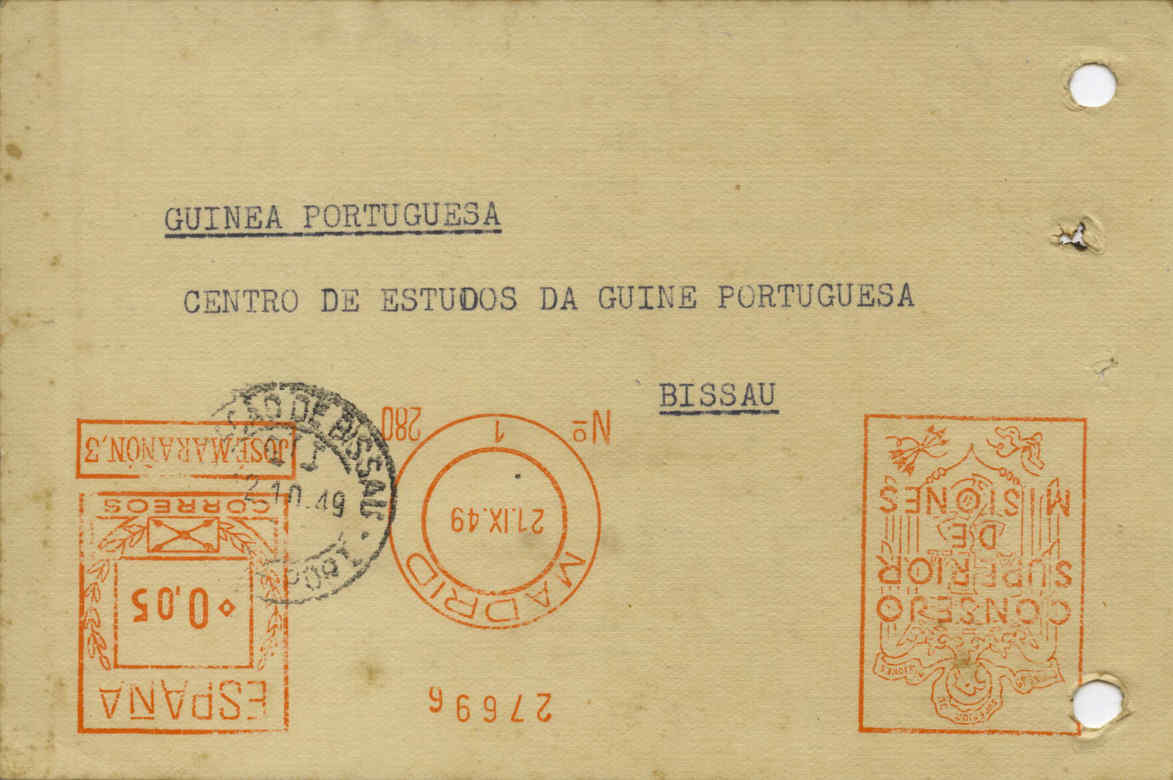 GUINEA PORTUGUESA
CENTRO DE ESTUDOS DA GUINE PORTUGUESA
BISSAU
DE BISSAU
10.49
CONSEJO
SUPERIOR
DE
MISIONES
27696
MADRID
21.IX.49
1
Nº 280
ESPAÑA
0,05
CORREOS
JOSE MARAÑON,3